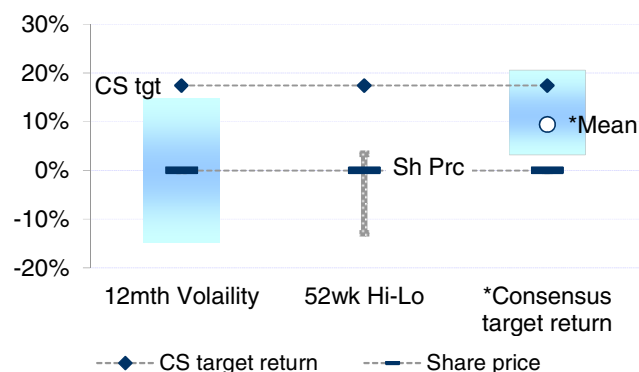 30%
20%
CS tgt
10%
*Mean
0%
Sh Prc
-10%
-20%
12mth Volaility
52wk Hi-Lo
*Consensus
target return
CS target return
Share price